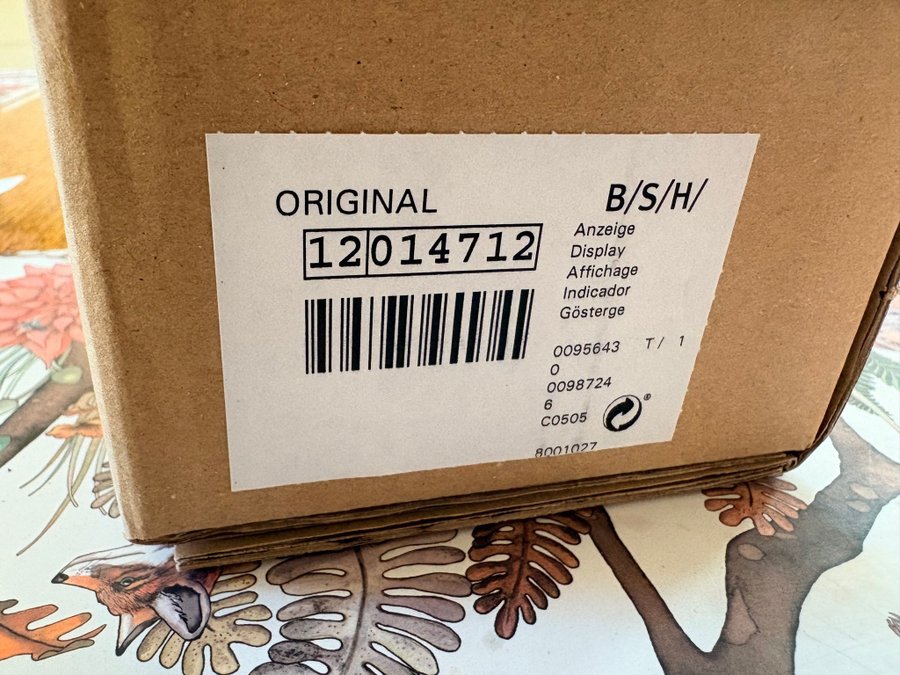 ORIGINAL
B/S/H/
12014712
Anzeige
Display
Affichage
Indicador
Gösterge
0095643 T / 1
0
0098724
6
C0505
8001027